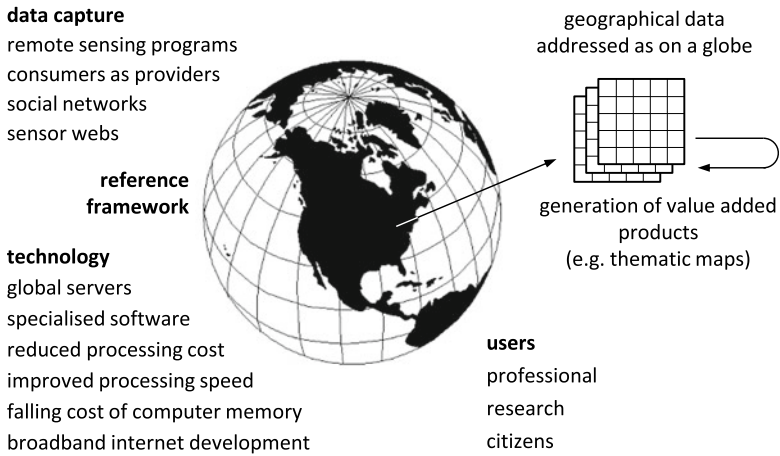 data capture
remote sensing programs
consumers as providers
social networks
sensor webs
reference
framework
technology
global servers
specialised software
reduced processing cost
improved processing speed
falling cost of computer memory
broadband internet development
geographical data
addressed as on a globe
generation of value added
products
(e.g. thematic maps)
users
professional
research
citizens